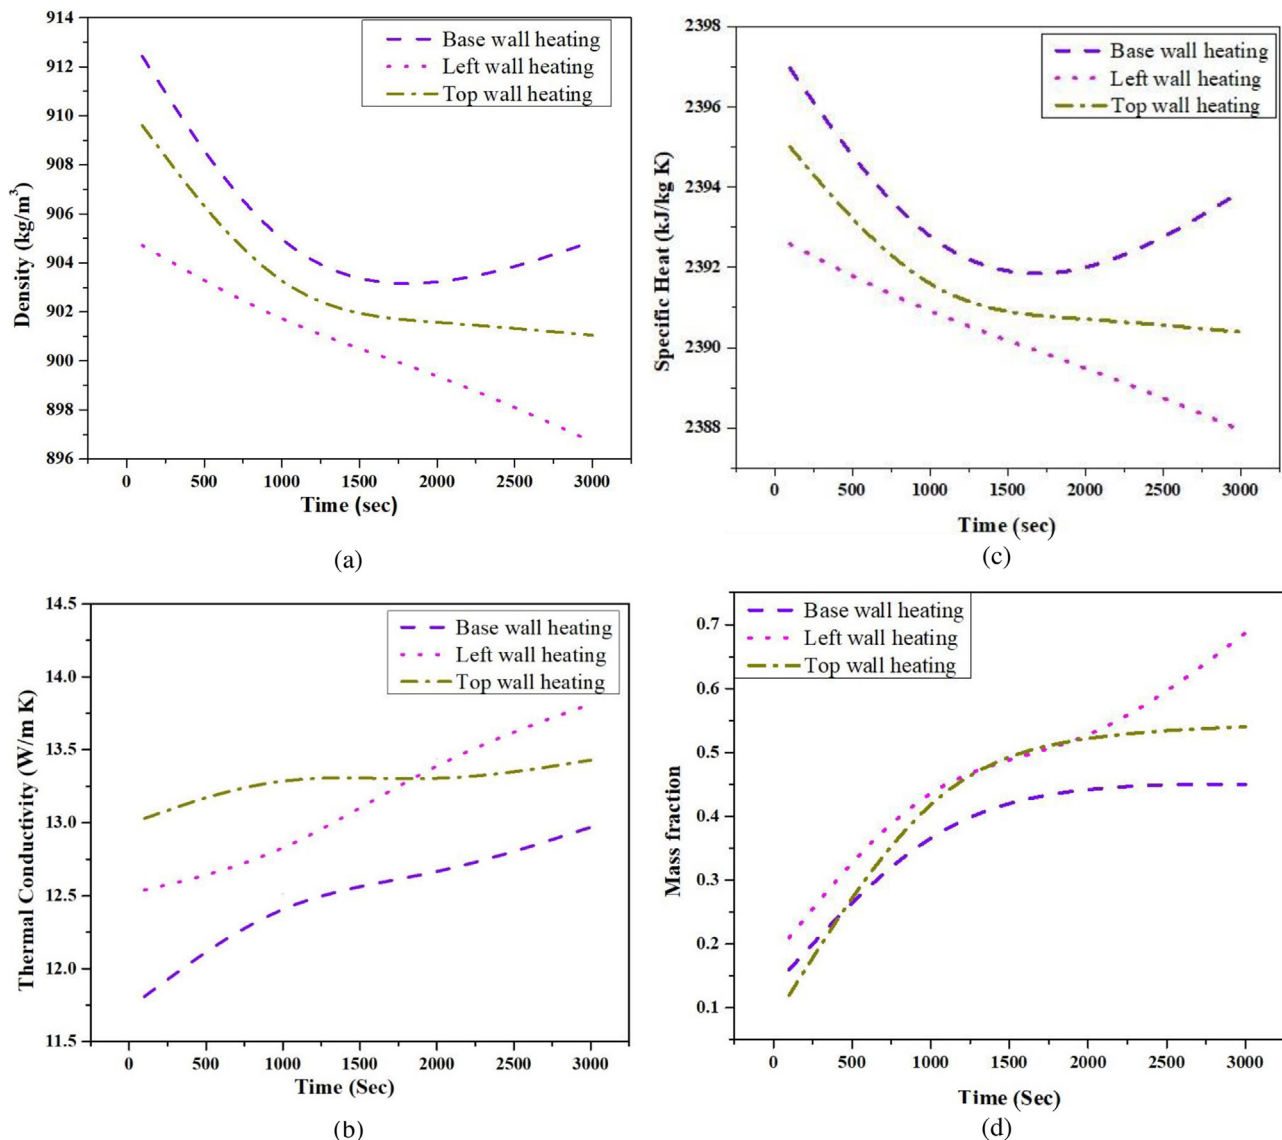 914
912
910
908
906
904
902
900
898
896
Density (kg/m³)
Base wall heating
Left wall heating
Top wall heating
0 500 1000 1500 2000 2500 3000
Time (sec)
(a)
2398
2396
2394
2392
2390
2388
Specific Heat (kJ/kg K)
Base wall heating
Left wall heating
Top wall heating
0 500 1000 1500 2000 2500 3000
Time (sec)
(c)
14.5
14.0
13.5
13.0
12.5
12.0
11.5
Thermal Conductivity (W/m K)
Base wall heating
Left wall heating
Top wall heating
0 500 1000 1500 2000 2500 3000
Time (Sec)
(b)
0.7
0.6
0.5
0.4
0.3
0.2
0.1
Mass fraction
Base wall heating
Left wall heating
Top wall heating
0 500 1000 1500 2000 2500 3000
Time (Sec)
(d)